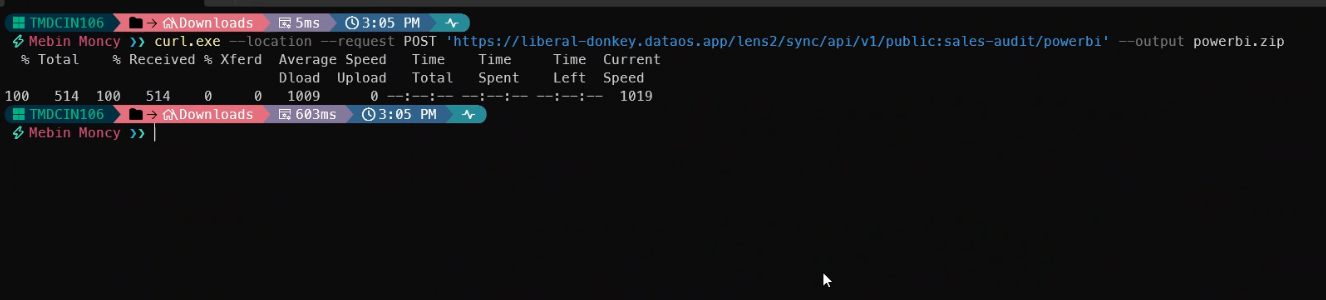 TMDCIN106 → Downloads 5ms 3:05 PM
Mebin Moncy ❯❯ curl.exe --location --request POST 'https://liberal-donkey.dataos.app/lens2/sync/api/v1/public:sales-audit/powerbi' --output powerbi.zip
% Total % Received % Xferd Average Speed Time Time Time Current
Dload Upload Total Spent Left Speed
100 514 100 514 0 0 1009 0 --:--:-- --:--:-- --:--:-- 1019
TMDCIN106 → Downloads 603ms 3:05 PM
Mebin Moncy ❯❯